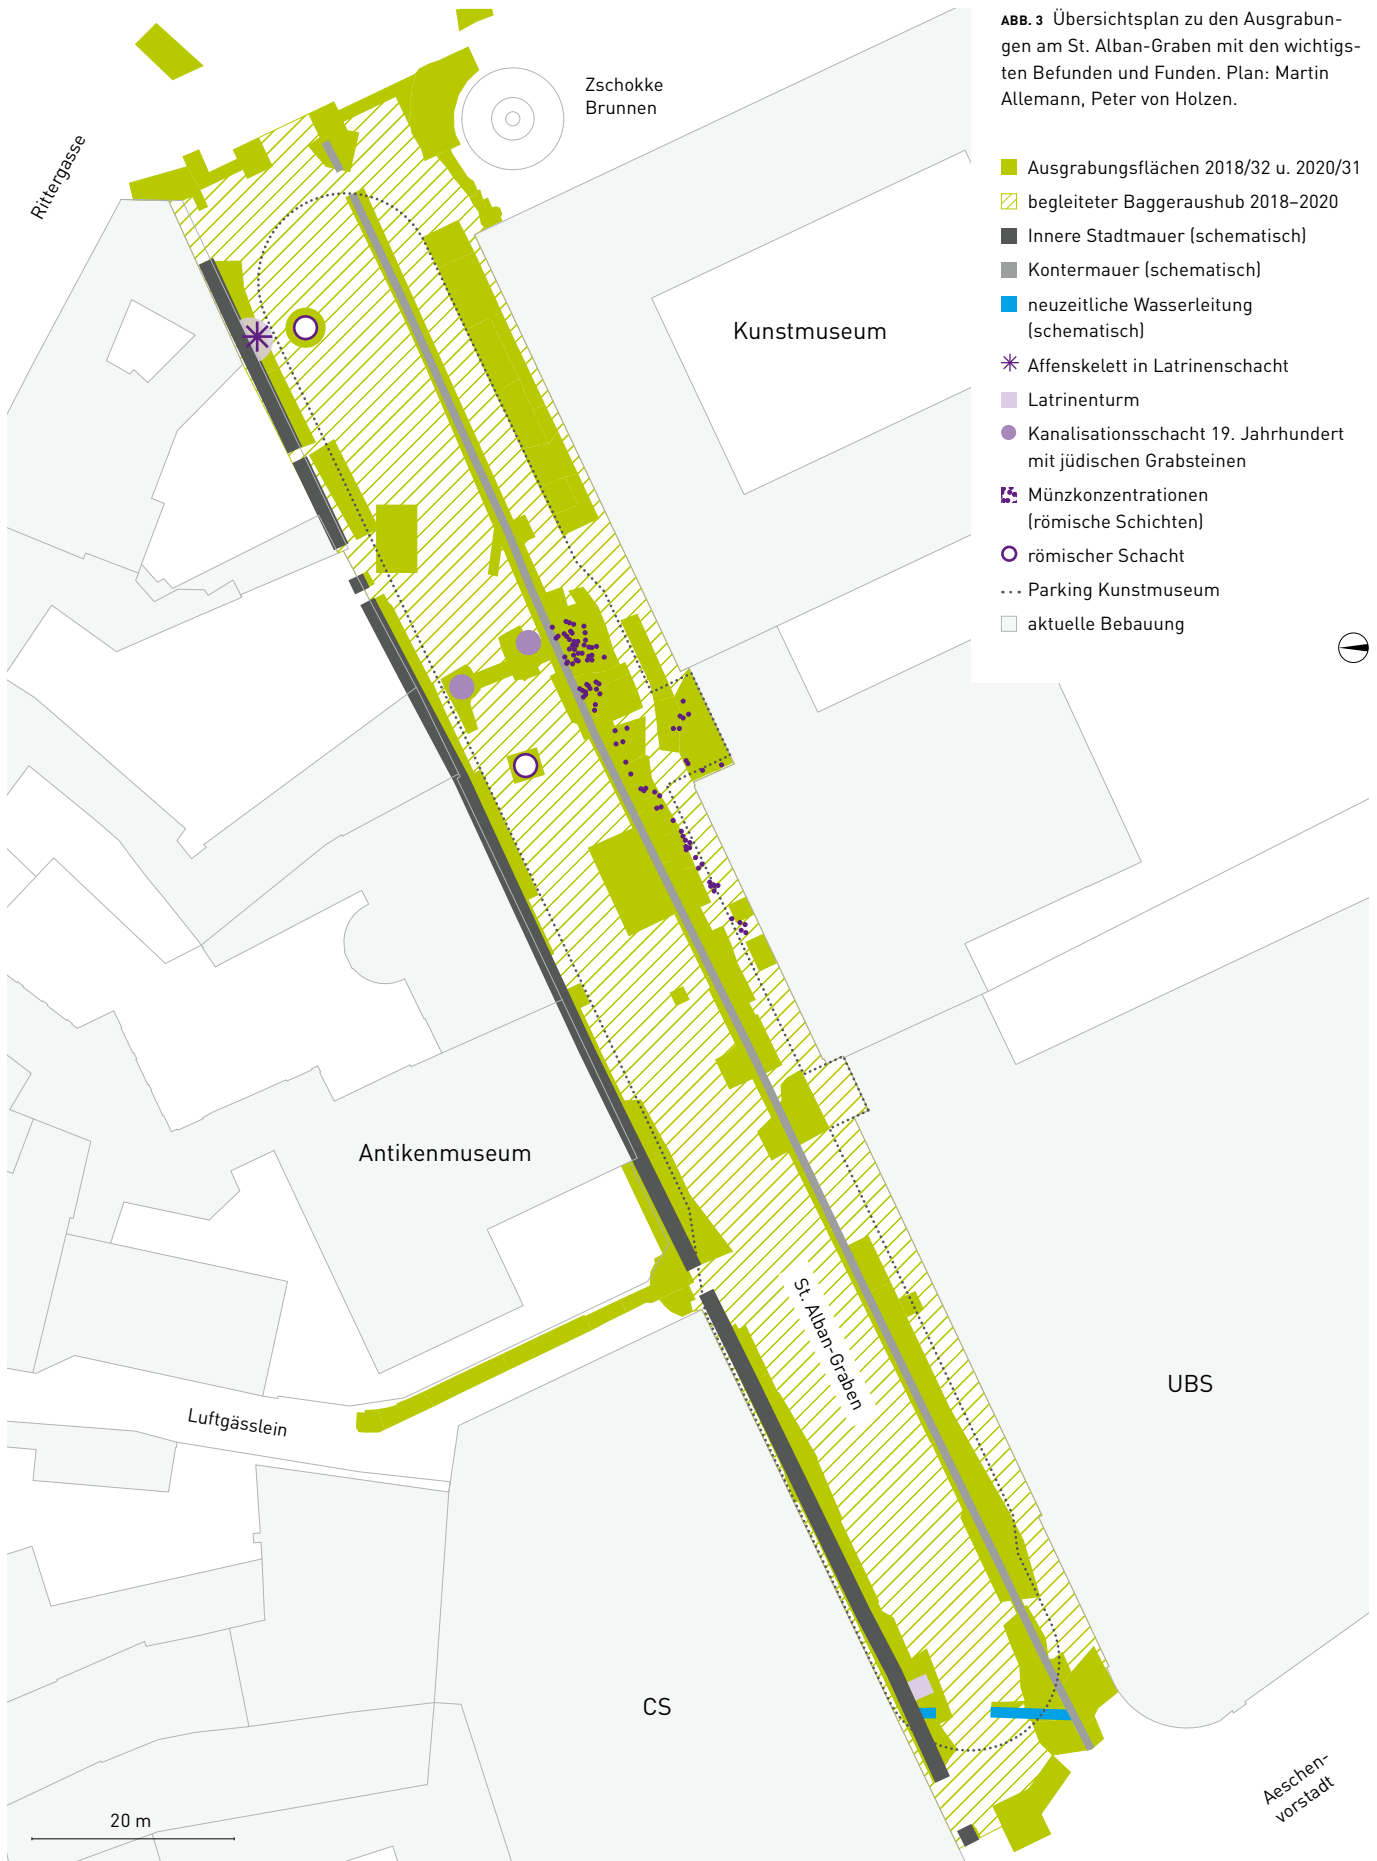 ABB. 3 Übersichtsplan zu den Ausgrabun-
gen am St. Alban-Graben mit den wichtigs-
ten Befunden und Funden. Plan: Martin
Allemann, Peter von Holzen.
Ausgrabungsflächen 2018/32 u. 2020/31
begleiteter Baggeraushub 2018–2020
Innere Stadtmauer (schematisch)
Kontermauer (schematisch)
neuzeitliche Wasserleitung
(schematisch)
Affenskelett in Latrinenschacht
Latrinenturm
Kanalisationsschacht 19. Jahrhundert
mit jüdischen Grabsteinen
Münzkonzentrationen
(römische Schichten)
römischer Schacht
Parking Kunstmuseum
aktuelle Bebauung
Zschokke
Brunnen
Rittergasse
Kunstmuseum
Antikenmuseum
St. Alban-Graben
UBS
Luftgässlein
CS
Aeschen-
vorstadt
20 m